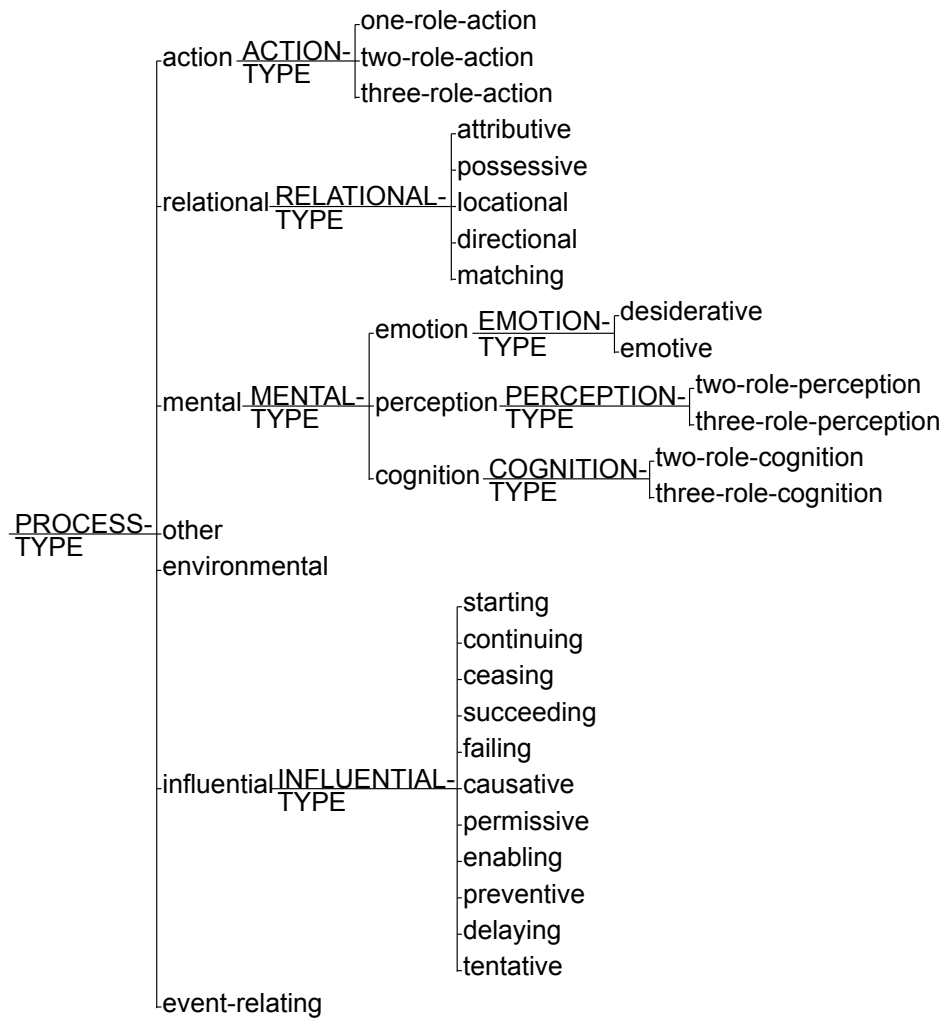 one-role-action
action ACTION-
TYPE
two-role-action
three-role-action
attributive
possessive
relational RELATIONAL-
TYPE
locational
directional
matching
emotion EMOTION-
TYPE
desiderative
emotive
mental MENTAL-
TYPE
perception PERCEPTION-
TYPE
two-role-perception
three-role-perception
cognition COGNITION-
TYPE
two-role-cognition
three-role-cognition
PROCESS-
TYPE
other
environmental
starting
continuing
ceasing
succeeding
failing
influential INFLUENTIAL-
TYPE
causative
permissive
enabling
preventive
delaying
tentative
event-relating